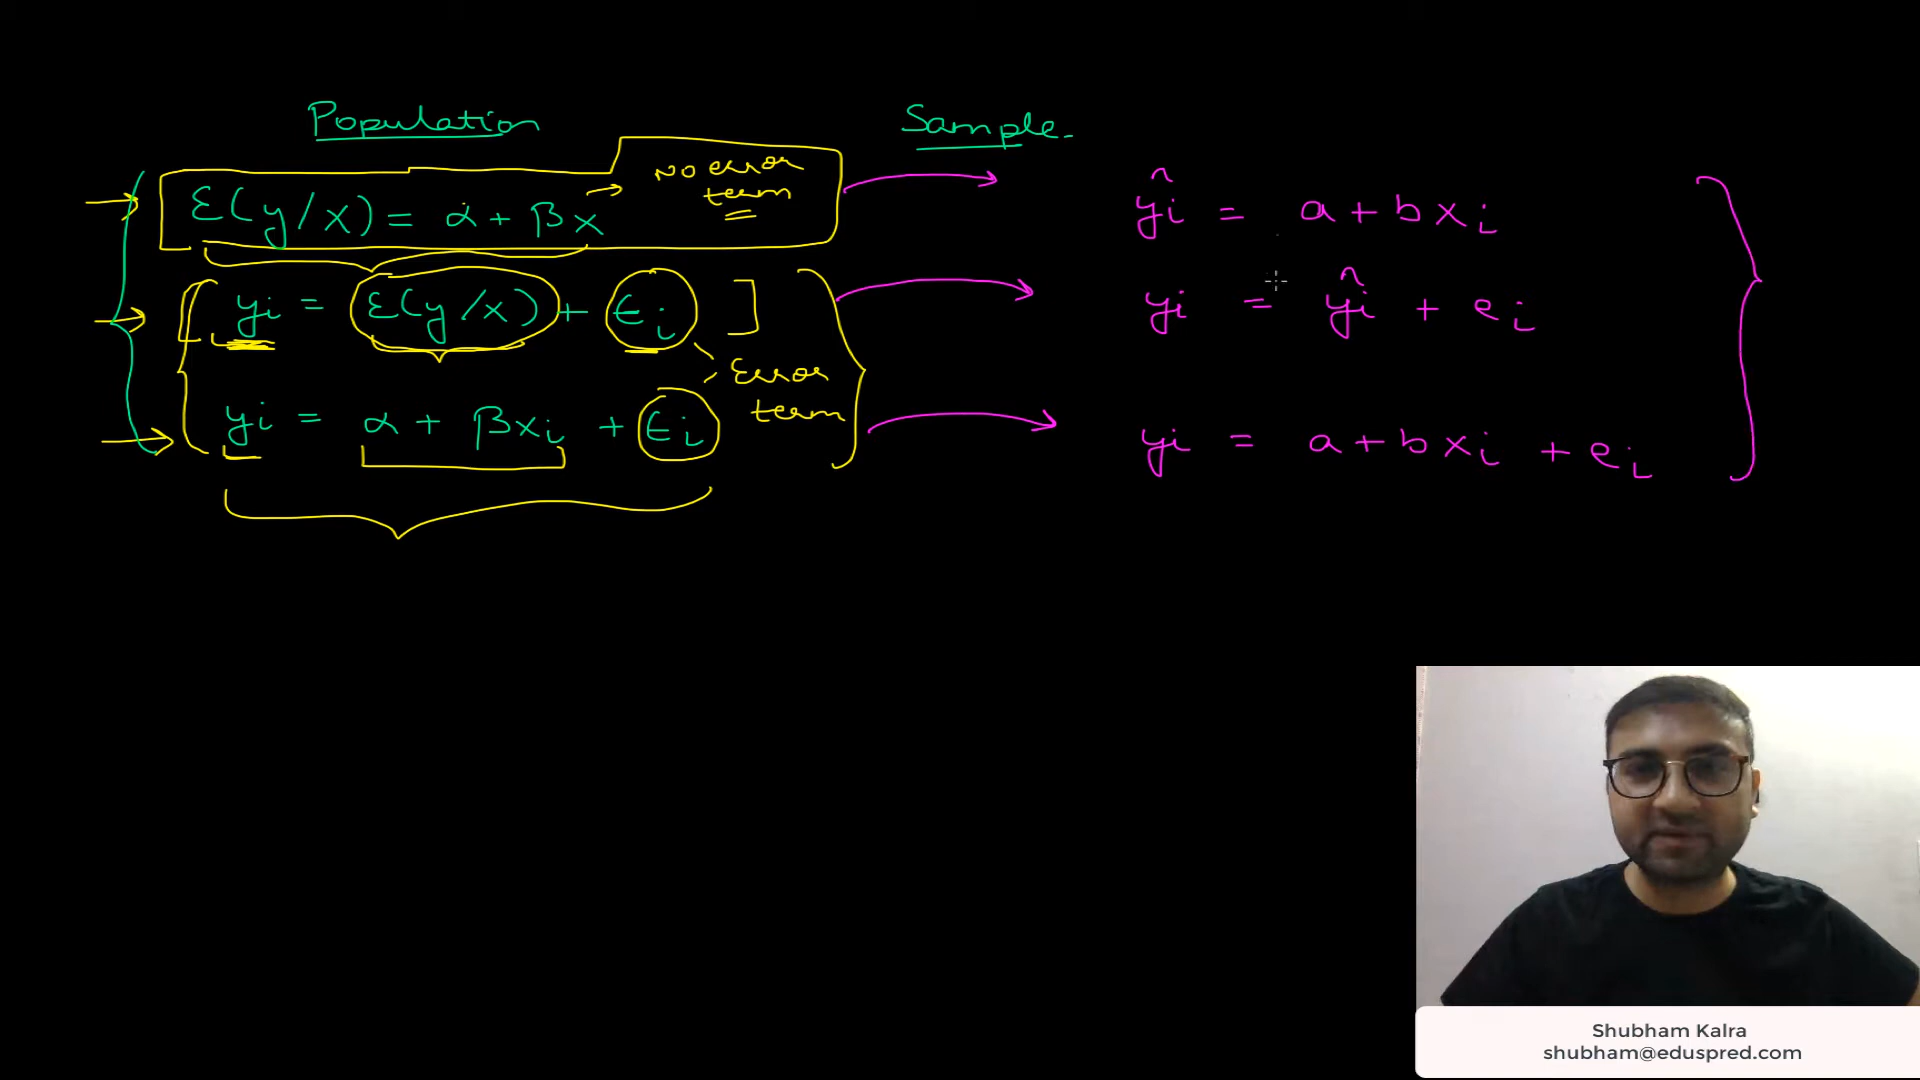 Population
Sample.
No error
term
E(y/x) = α + βx
ŷi = a + bxi
yi = E(y/x) + ϵi
yi = ŷi + ei
Error
term
yi = α + βxi + ϵi
yi = a + bxi + ei
Shubham Kalra
shubham@eduspred.com